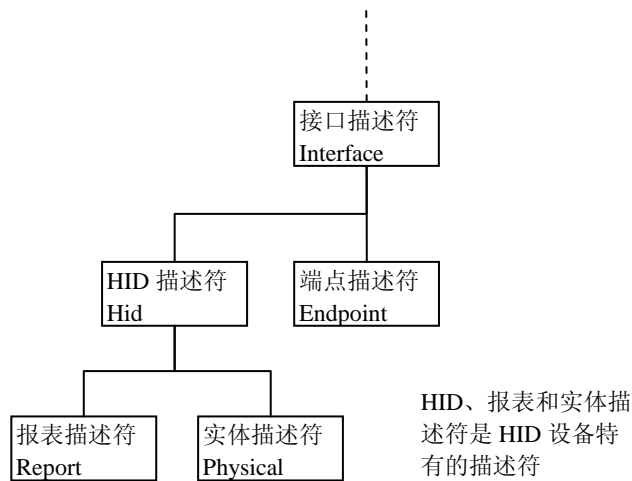 接口描述符
Interface
HID 描述符
Hid
端点描述符
Endpoint
报表描述符
Report
实体描述符
Physical
HID、报表和实体描
述符是 HID 设备特
有的描述符